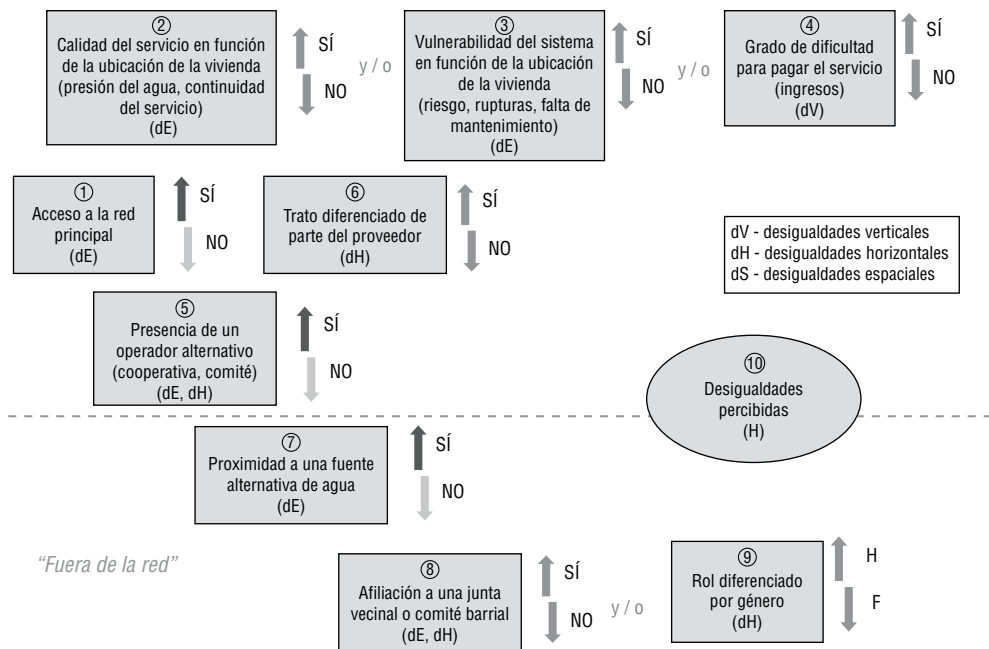 ②
Calidad del servicio en función
de la ubicación de la vivienda
(presión del agua, continuidad
del servicio)
(dE)
SÍ
NO
y / o
③
Vulnerabilidad del sistema
en función de la ubicación
de la vivienda
(riesgo, rupturas, falta de
mantenimiento)
(dE)
SÍ
NO
y / o
④
Grado de dificultad
para pagar el servicio
(ingresos)
(dV)
SÍ
NO
①
Acceso a la red
principal
(dE)
SÍ
NO
⑥
Trato diferenciado de
parte del proveedor
(dH)
SÍ
NO
dV - desigualdades verticales
dH - desigualdades horizontales
dS - desigualdades espaciales
⑤
Presencia de un
operador alternativo
(cooperativa, comité)
(dE, dH)
SÍ
NO
⑩
Desigualdades
percibidas
(H)
⑦
Proximidad a una fuente
alternativa de agua
(dE)
SÍ
NO
"Fuera de la red"
⑧
Afiliación a una junta
vecinal o comité barrial
(dE, dH)
SÍ
NO
y / o
⑨
Rol diferenciado
por género
(dH)
H
F